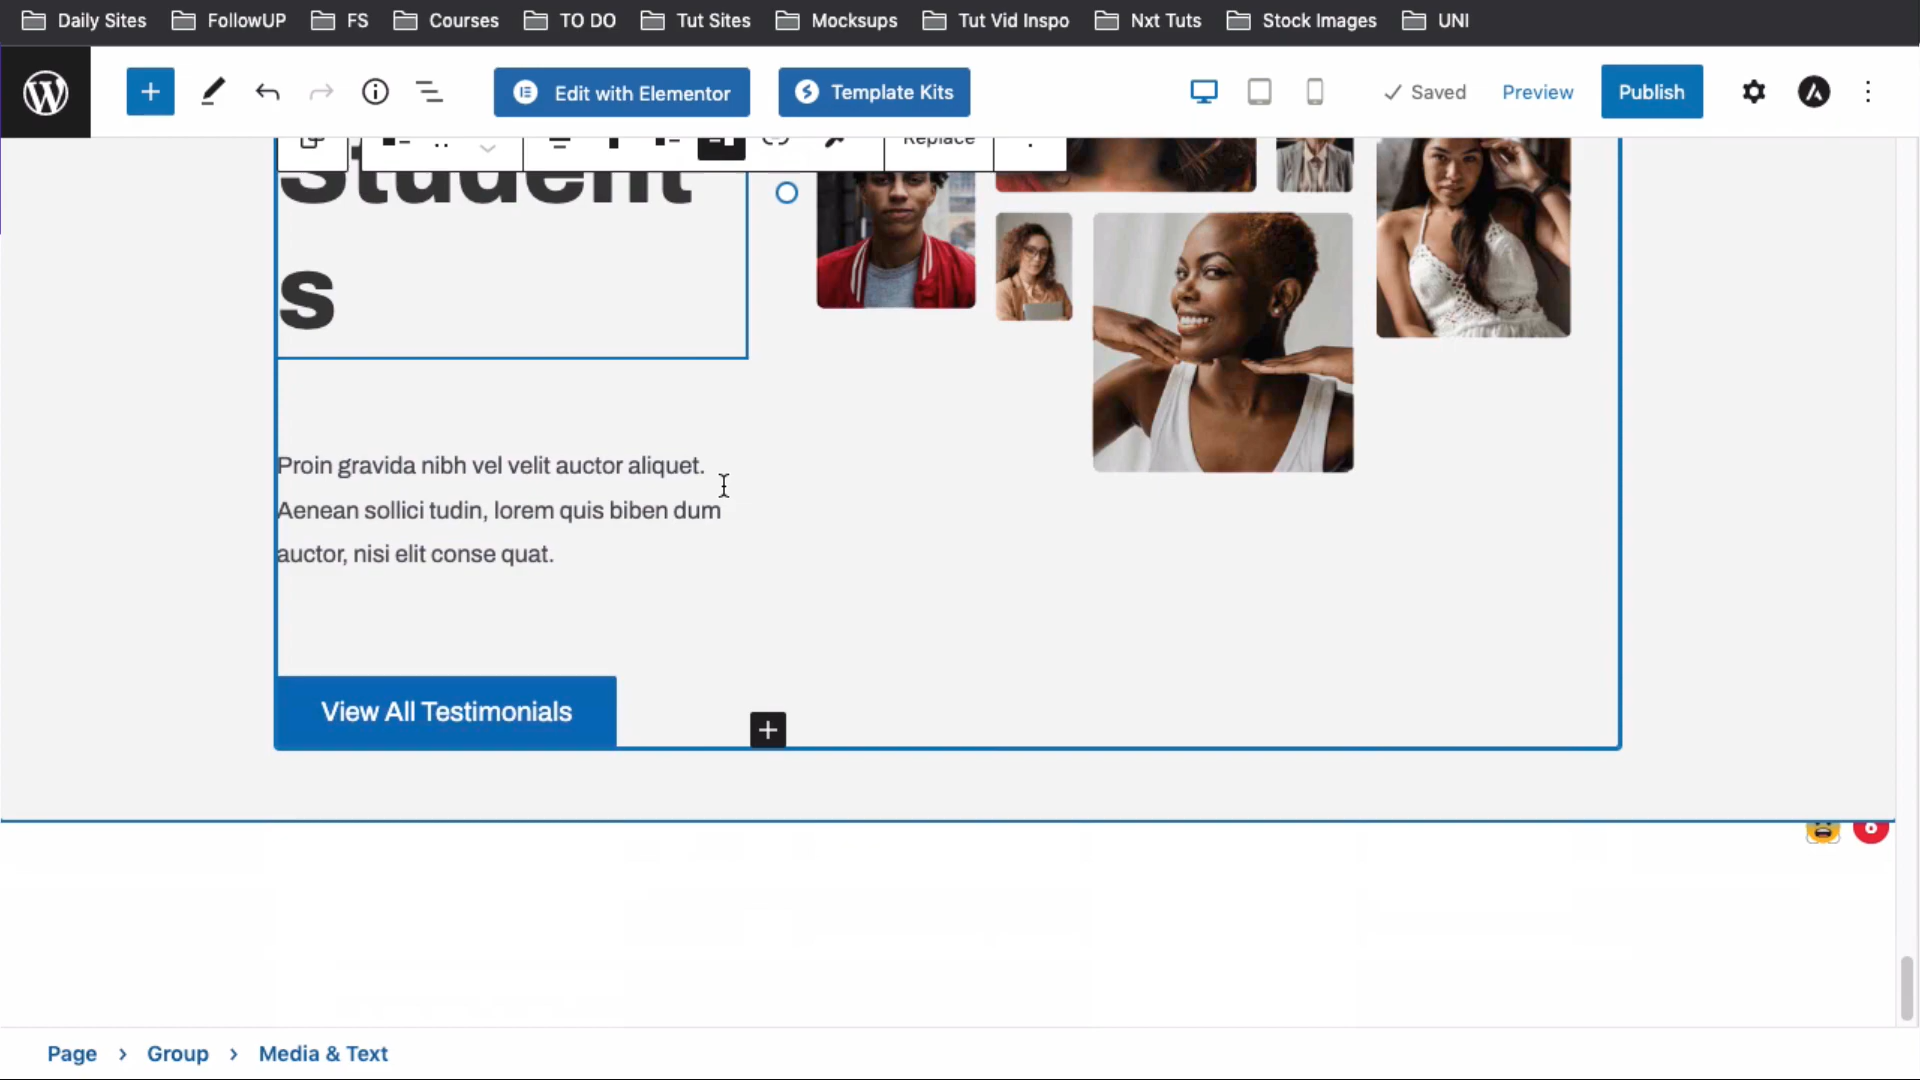 Daily Sites FollowUP FS Courses TO DO Tut Sites Mocksups Tut Vid Inspo Nxt Tuts Stock Images UNI
Edit with Elementor Template Kits Saved Preview Publish
Replace
Student
s
Proin gravida nibh vel velit auctor aliquet.
Aenean sollici tudin, lorem quis biben dum
auctor, nisi elit conse quat.
View All Testimonials
Page > Group > Media & Text